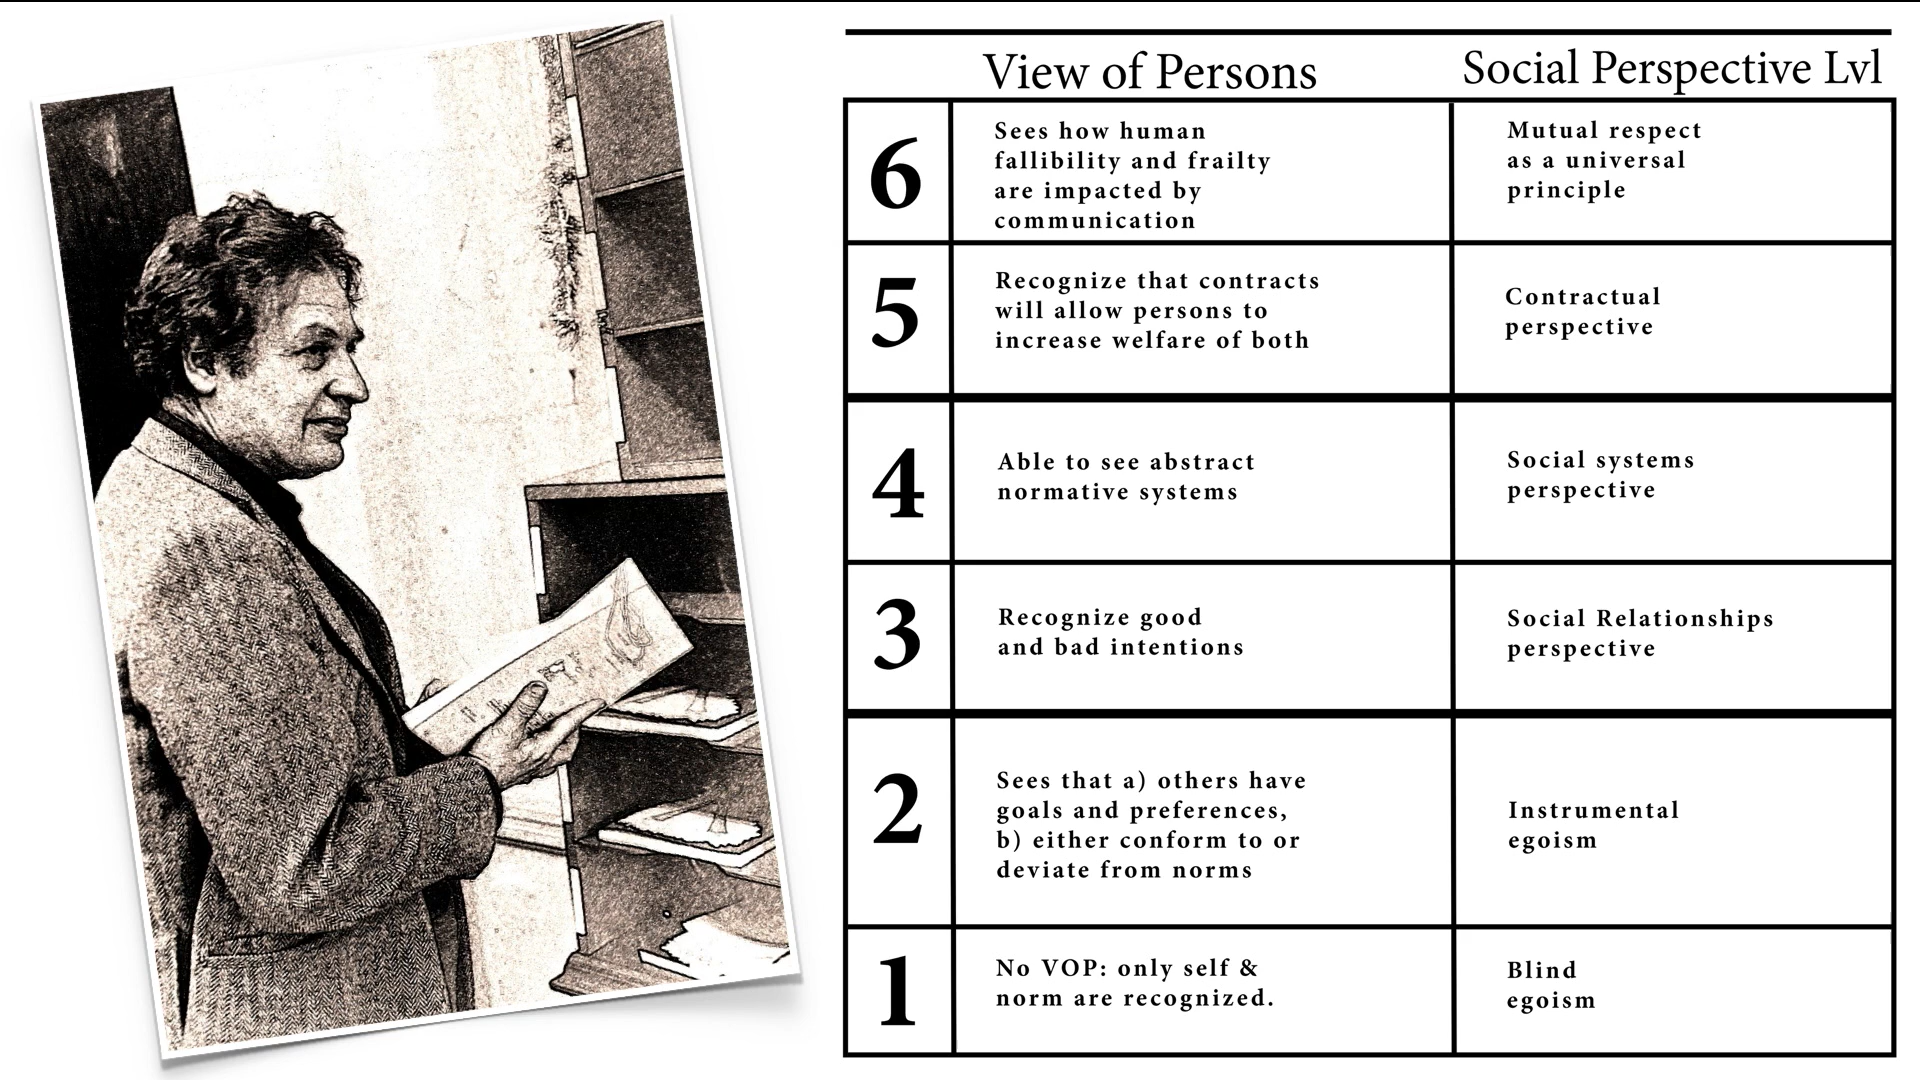 View of Persons
Social Perspective Lvl
6
Sees how human
fallibility and frailty
are impacted by
communication
Mutual respect
as a universal
principle
5
Recognize that contracts
will allow persons to
increase welfare of both
Contractual
perspective
4
Able to see abstract
normative systems
Social systems
perspective
3
Recognize good
and bad intentions
Social Relationships
perspective
2
Sees that a) others have
goals and preferences,
b) either conform to or
deviate from norms
Instrumental
egoism
1
No VOP: only self &
norm are recognized.
Blind
egoism